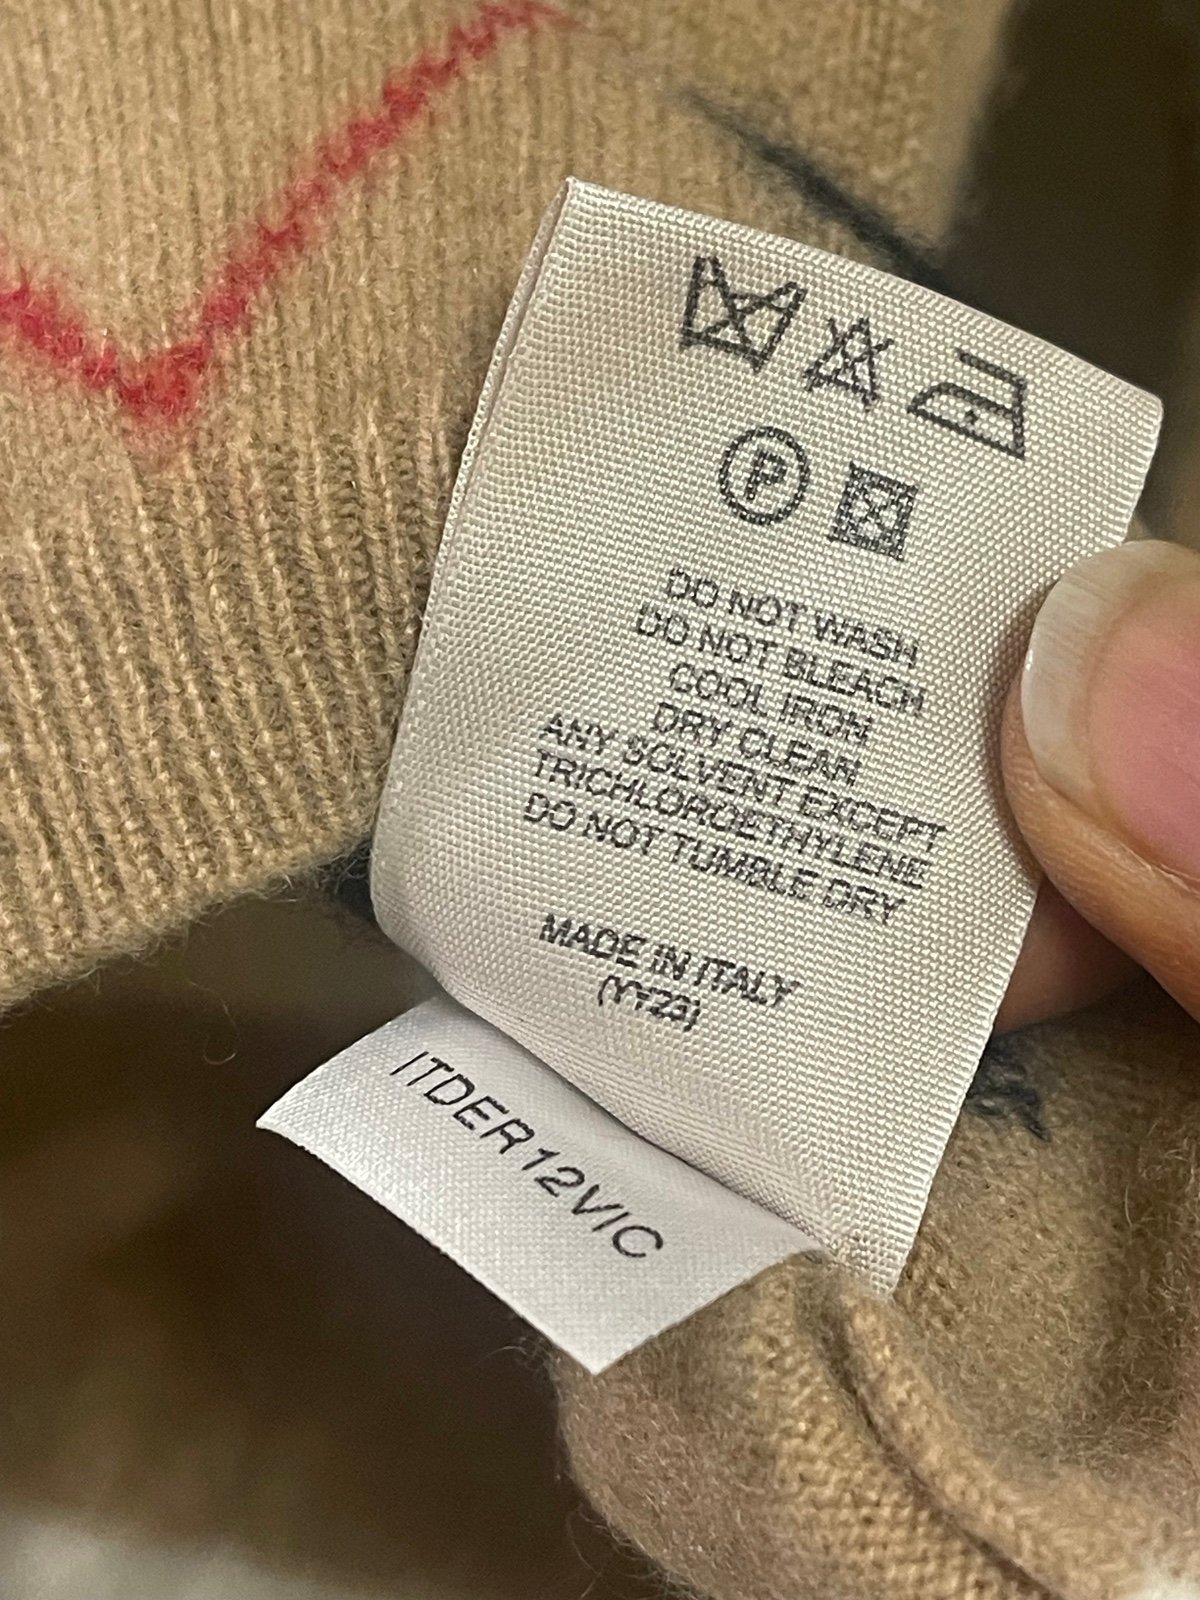 P
DO NOT WASH
DO NOT BLEACH
COOL IRON
DRY CLEAN
ANY SOLVENT EXCEPT
TRICHLOROETHYLENE
DO NOT TUMBLE DRY
MADE IN ITALY
ITDER12VIC